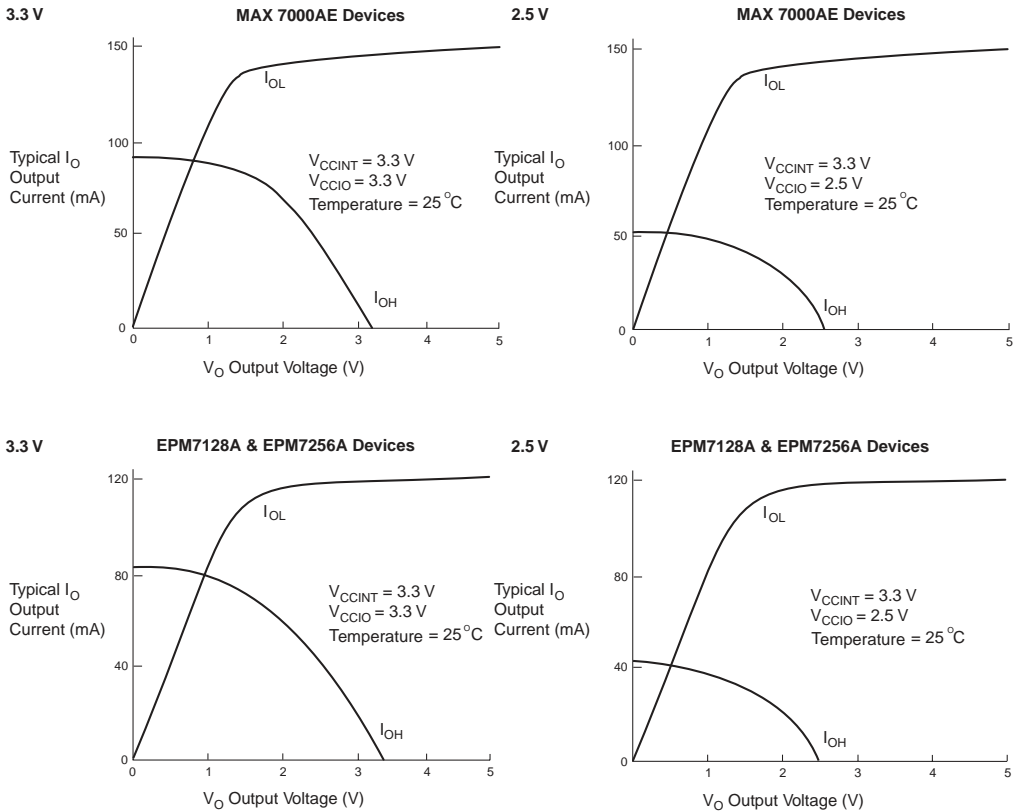 3.3 V
MAX 7000AE Devices
150
I_OL
100
Typical I_O
Output
Current (mA)
V_CCINT = 3.3 V
V_CCIO = 3.3 V
Temperature = 25 °C
50
I_OH
0
0 1 2 3 4 5
V_O Output Voltage (V)
2.5 V
MAX 7000AE Devices
150
I_OL
100
Typical I_O
Output
Current (mA)
V_CCINT = 3.3 V
V_CCIO = 2.5 V
Temperature = 25 °C
50
I_OH
0
0 1 2 3 4 5
V_O Output Voltage (V)
3.3 V
EPM7128A & EPM7256A Devices
120
I_OL
80
Typical I_O
Output
Current (mA)
V_CCINT = 3.3 V
V_CCIO = 3.3 V
Temperature = 25 °C
40
I_OH
0
0 1 2 3 4 5
V_O Output Voltage (V)
2.5 V
EPM7128A & EPM7256A Devices
120
I_OL
80
Typical I_O
Output
Current (mA)
V_CCINT = 3.3 V
V_CCIO = 2.5 V
Temperature = 25 °C
40
I_OH
0
1 2 3 4 5
V_O Output Voltage (V)